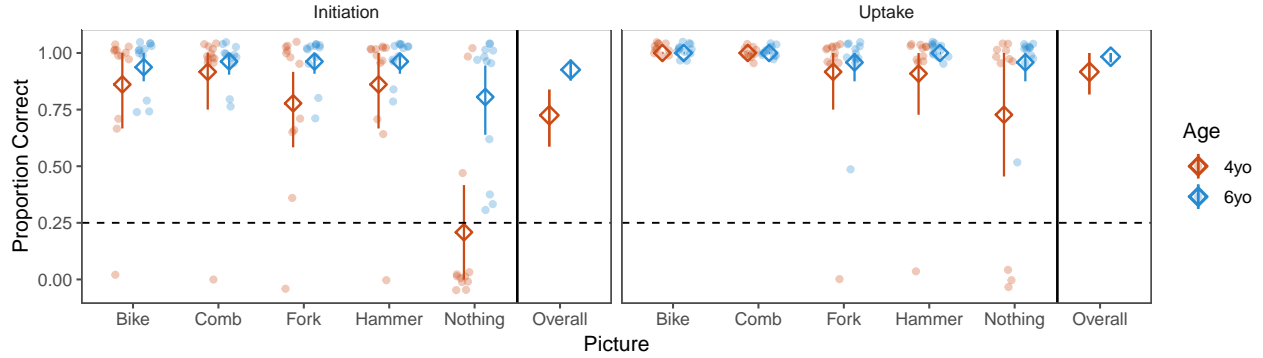 Initiation
Uptake
Proportion Correct
1.00
0.75
0.50
0.25
0.00
Bike Comb Fork Hammer Nothing Overall
Bike Comb Fork Hammer Nothing Overall
Picture
Age
4yo
6yo